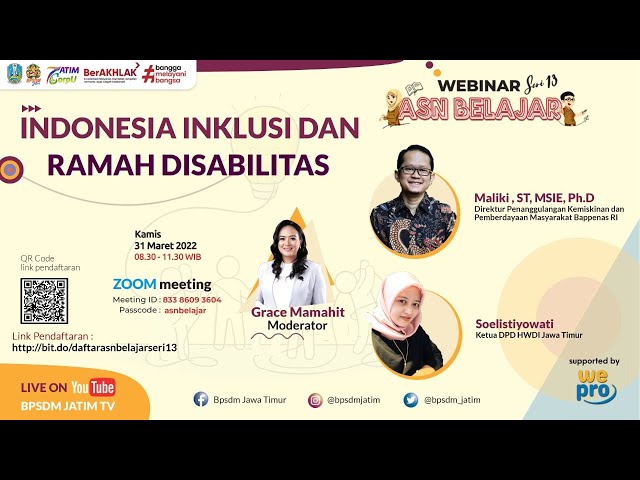 JATIM
CorpU
BerAKHLAK
#bangga
melayani
bangsa
WEBINAR Seri 13
ASN BELAJAR
INDONESIA INKLUSI DAN
RAMAH DISABILITAS
Maliki , ST, MSIE, Ph.D
Direktur Penanggulangan Kemiskinan dan
Pemberdayaan Masyarakat Bappenas RI
Kamis
31 Maret 2022
08.30 - 11.30 WIB
QR Code
link pendaftaran
ZOOM meeting
Meeting ID : 833 8609 3604
Passcode : asnbelajar
Grace Mamahit
Moderator
Soelistiyowati
Ketua DPD HWDI Jawa Timur
Link Pendaftaran :
http://bit.do/daftarasnbelajarseri13
supported by
we
pro
LIVE ON YouTube
BPSDM JATIM TV
Bpsdm Jawa Timur
@bpsdmjatim
@bpsdm_jatim